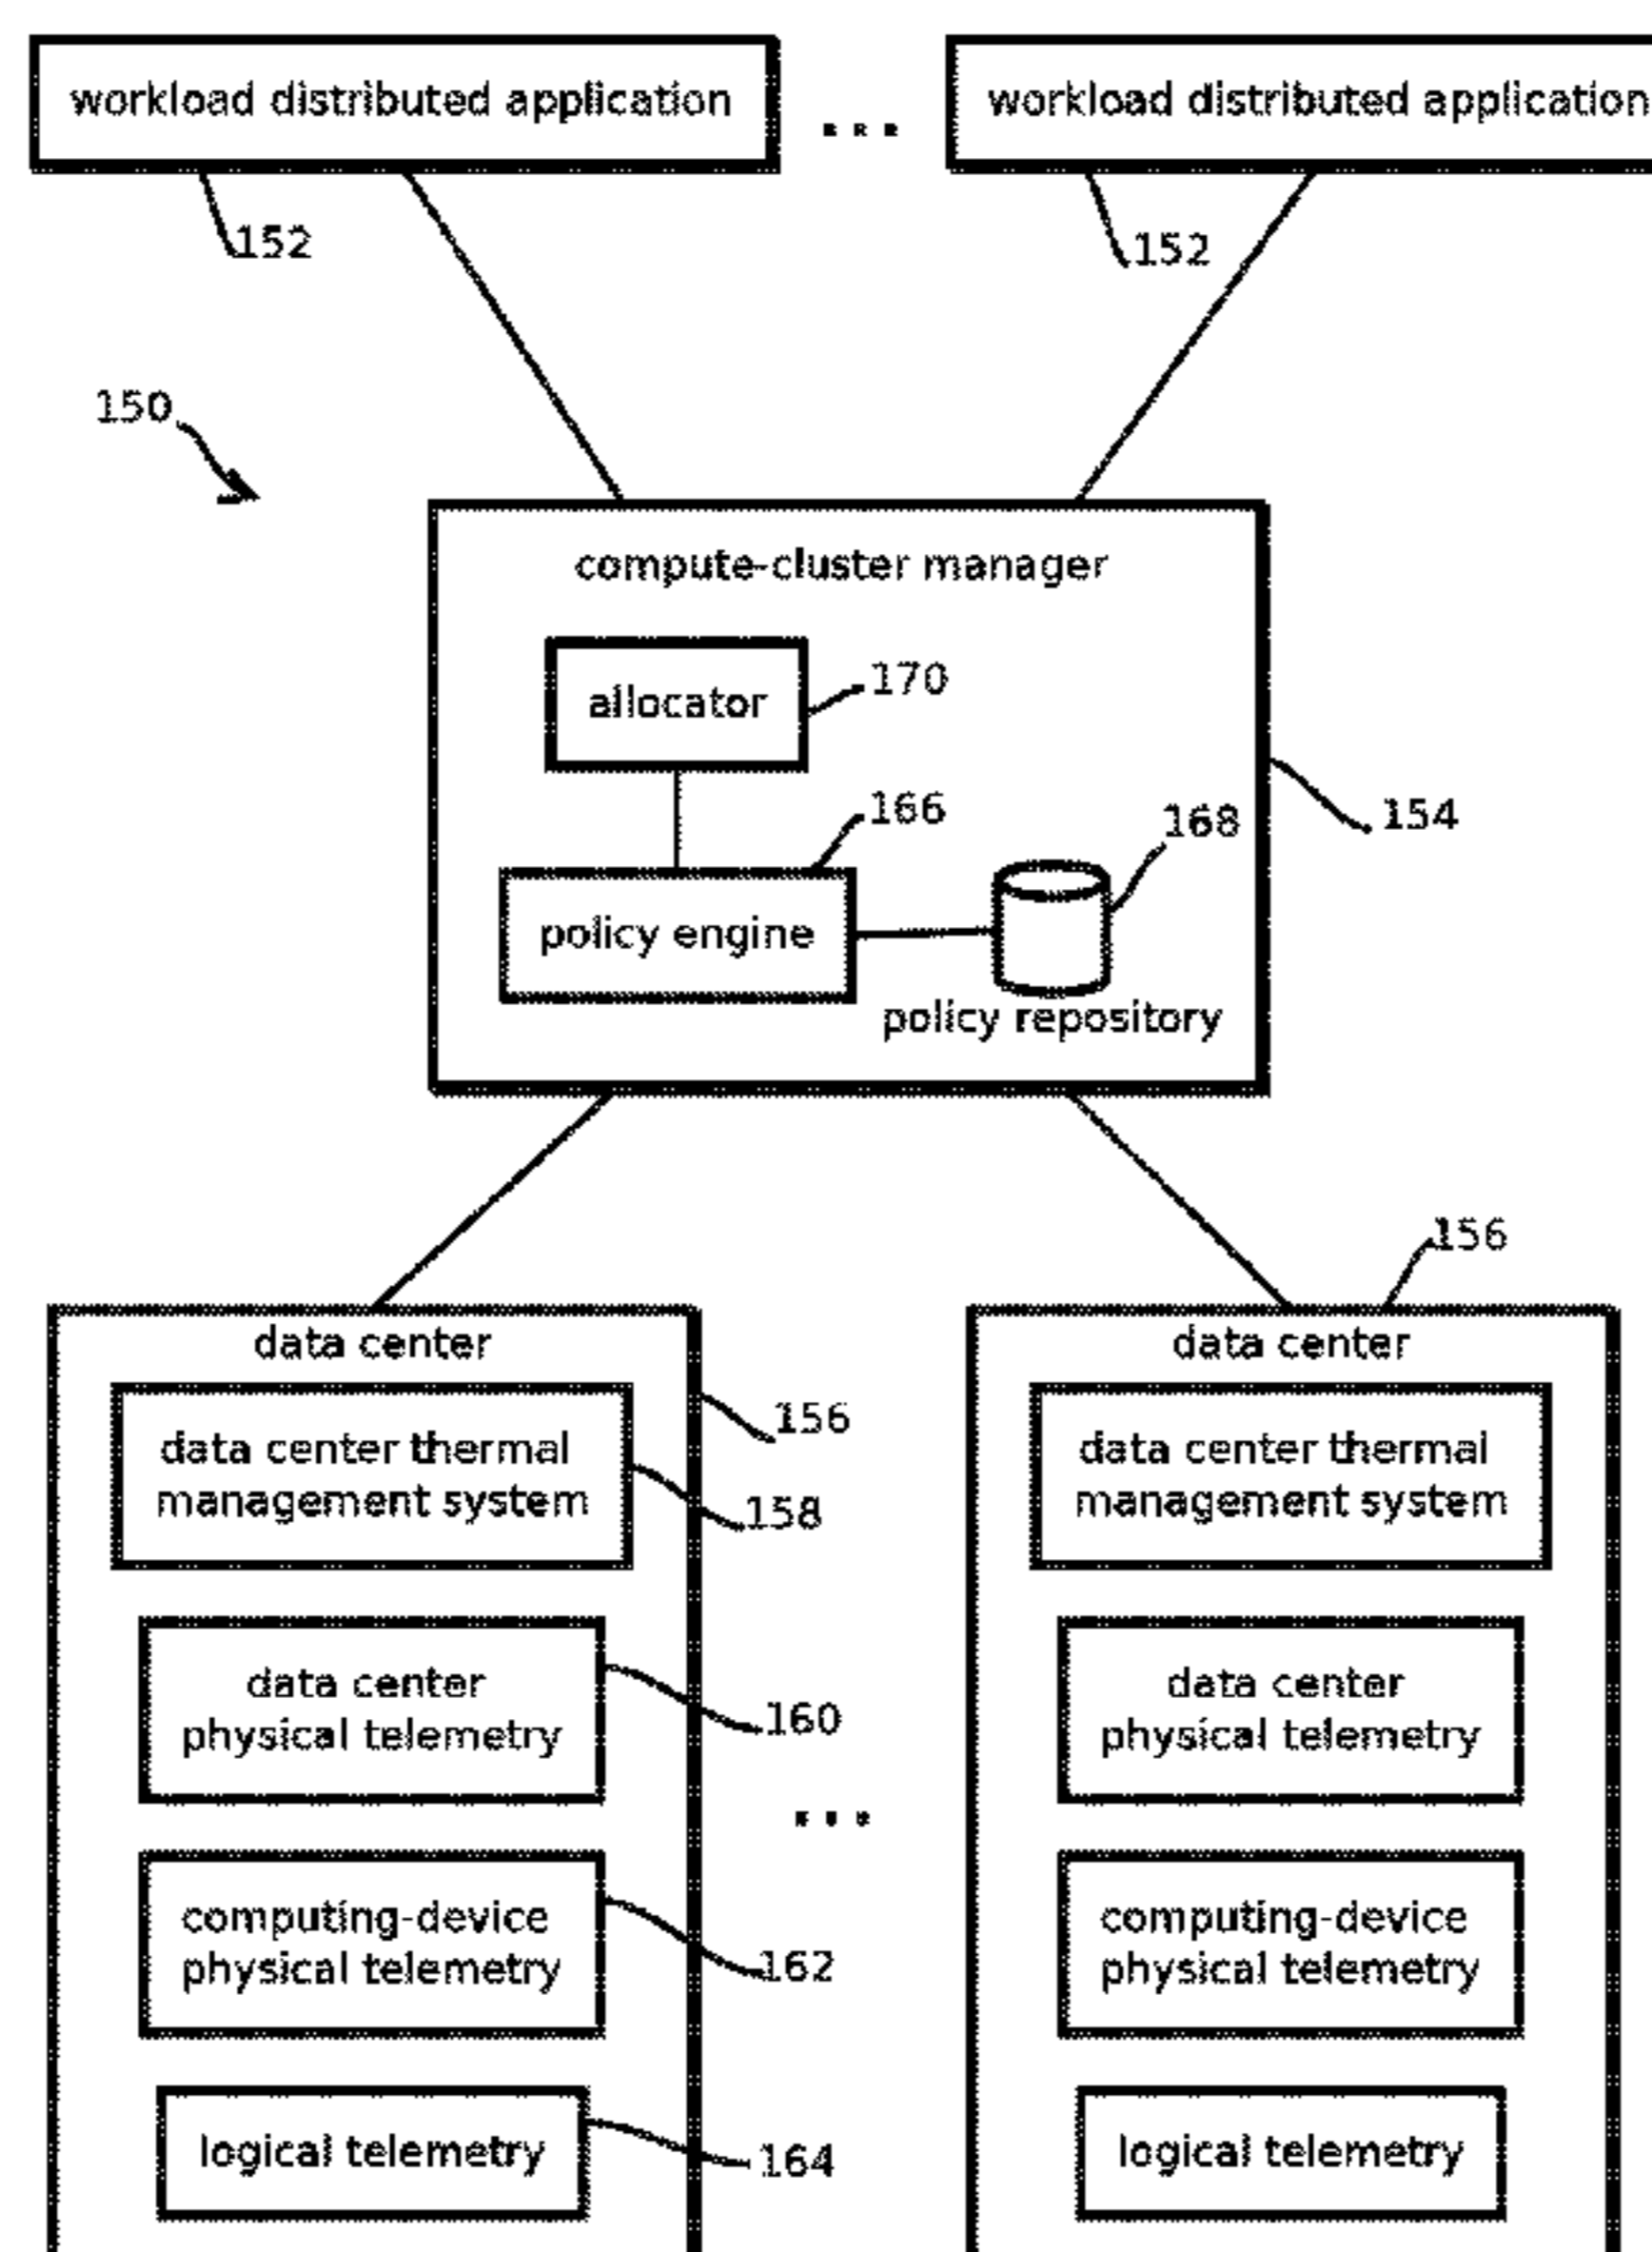 workload distributed application
...
workload distributed application
152
152
150
compute-cluster manager
allocator
170
166
168
154
policy engine
policy repository
156
data center
data center thermal
management system
156
158
data center
physical telemetry
160
...
computing-device
physical telemetry
162
logical telemetry
164
data center
data center thermal
management system
data center
physical telemetry
computing-device
physical telemetry
logical telemetry